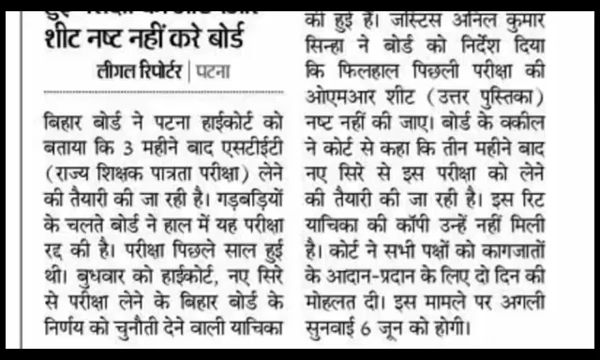 शीट नष्ट नहीं करे बोर्ड
लीगल रिपोर्टर | पटना
बिहार बोर्ड ने पटना हाईकोर्ट को
बताया कि 3 महीने बाद एसटीईटी
(राज्य शिक्षक पात्रता परीक्षा) लेने
की तैयारी की जा रही है। गड़बड़ियों
के चलते बोर्ड ने हाल में यह परीक्षा
रद्द की है। परीक्षा पिछले साल हुई
थी। बुधवार को हाईकोर्ट, नए सिरे
से परीक्षा लेने के बिहार बोर्ड के
निर्णय को चुनौती देने वाली याचिका
की हुई है। जस्टिस अनिल कुमार
सिन्हा ने बोर्ड को निर्देश दिया
कि फिलहाल पिछली परीक्षा की
ओएमआर शीट (उत्तर पुस्तिका)
नष्ट नहीं की जाए। बोर्ड के वकील
ने कोर्ट से कहा कि तीन महीने बाद
नए सिरे से इस परीक्षा को लेने
की तैयारी की जा रही है। इस रिट
याचिका की कॉपी उन्हें नहीं मिली
है। कोर्ट ने सभी पक्षों को कागजातों
के आदान-प्रदान के लिए दो दिन की
मोहलत दी। इस मामले पर अगली
सुनवाई 6 जून को होगी।